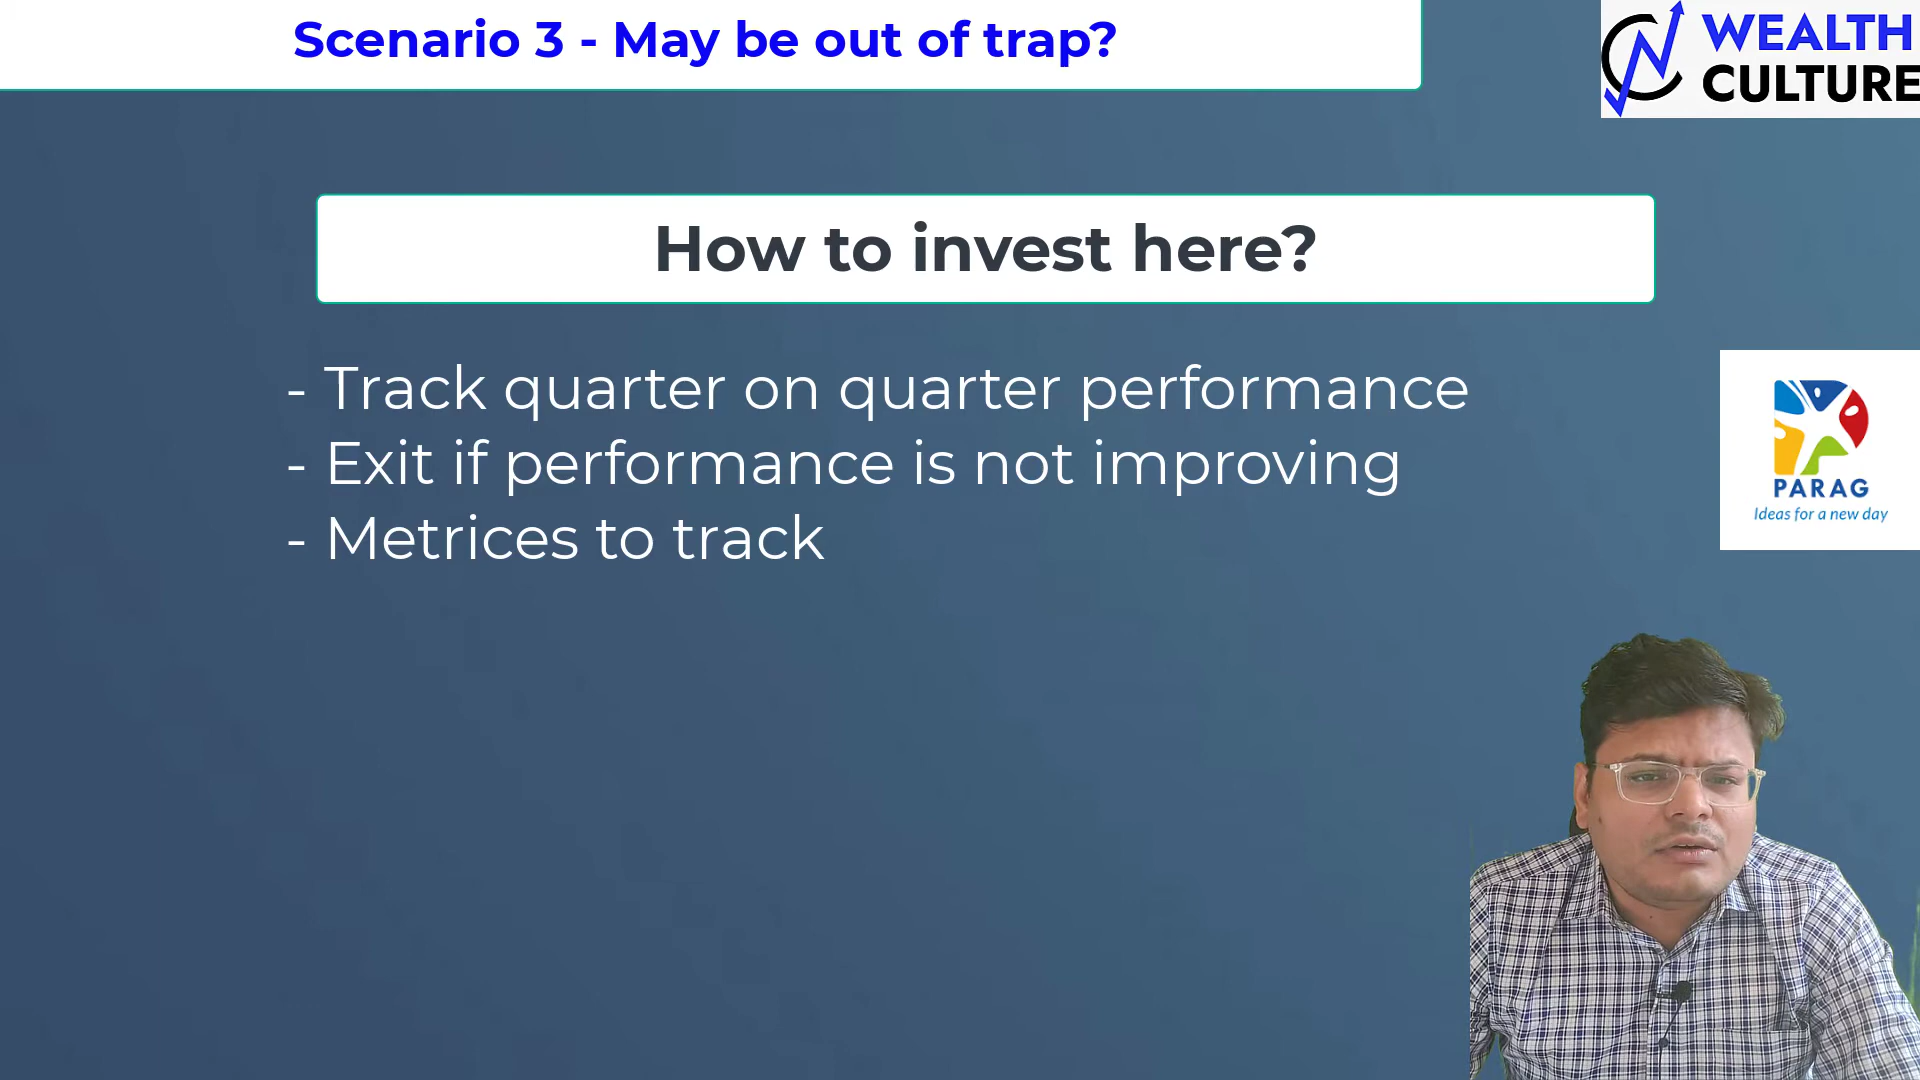 Scenario 3 - May be out of trap?
WEALTH
CULTURE
How to invest here?
- Track quarter on quarter performance
- Exit if performance is not improving
- Metrices to track
PARAG
Ideas for a new day